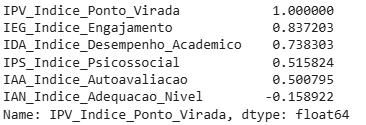 IPV_Indice_Ponto_Virada 1.000000
IEG_Indice_Engajamento 0.837203
IDA_Indice_Desempenho_Academico 0.738303
IPS_Indice_Psicossocial 0.515824
IAA_Indice_Autoavaliacao 0.500795
IAN_Indice_Adequacao_Nivel -0.158922
Name: IPV_Indice_Ponto_Virada, dtype: float64